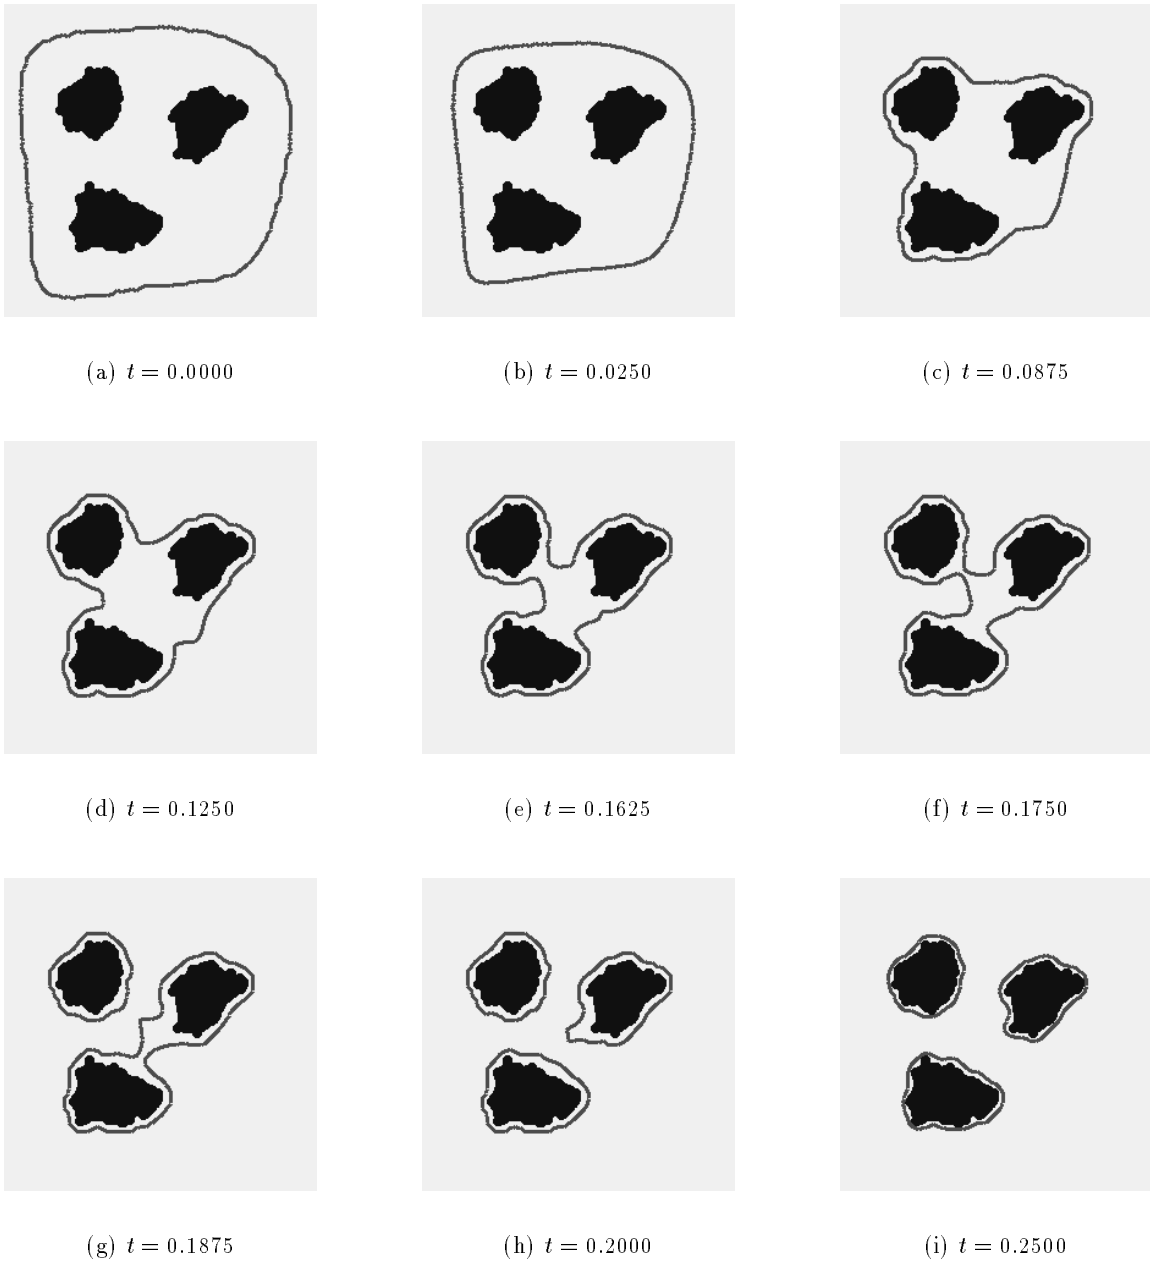 (a) t = 0.0000
(b) t = 0.0250
(c) t = 0.0875
(d) t = 0.1250
(e) t = 0.1625
(f) t = 0.1750
(g) t = 0.1875
(h) t = 0.2000
(i) t = 0.2500